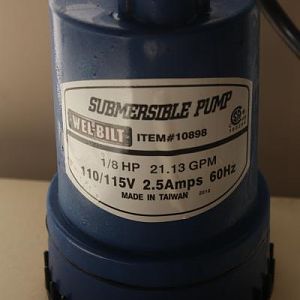 SUBMERSIBLE PUMP
WEL-BILT
ITEM#10898
1/8 HP 21.13 GPM
110/115V 2.5Amps 60Hz
MADE IN TAIWAN